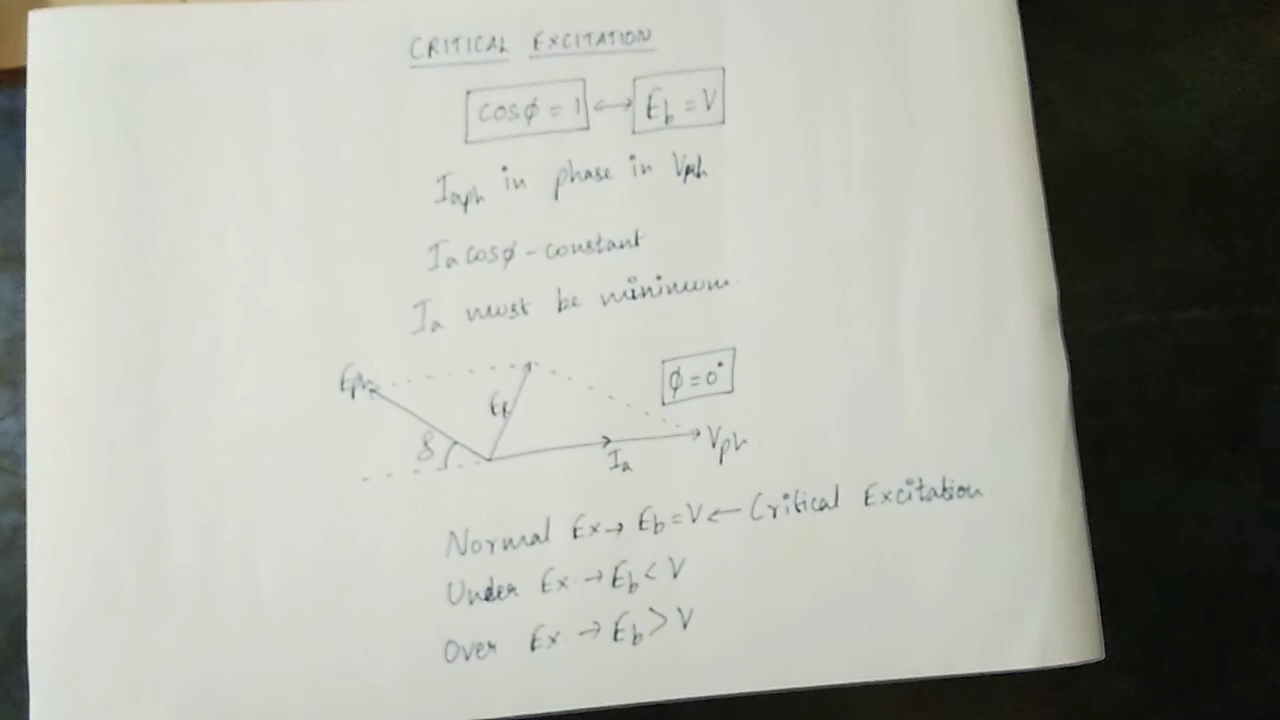 CRITICAL EXCITATION
cosϕ = 1 ↔ Eb = V
Iaph in phase in Vph
Ia cosϕ - constant
Ia must be minimum
Eph
ER
ϕ = 0°
δ
Ia
Vph
Normal Ex → Eb = V ← Critical Excitation
Under Ex → Eb < V
Over Ex → Eb > V